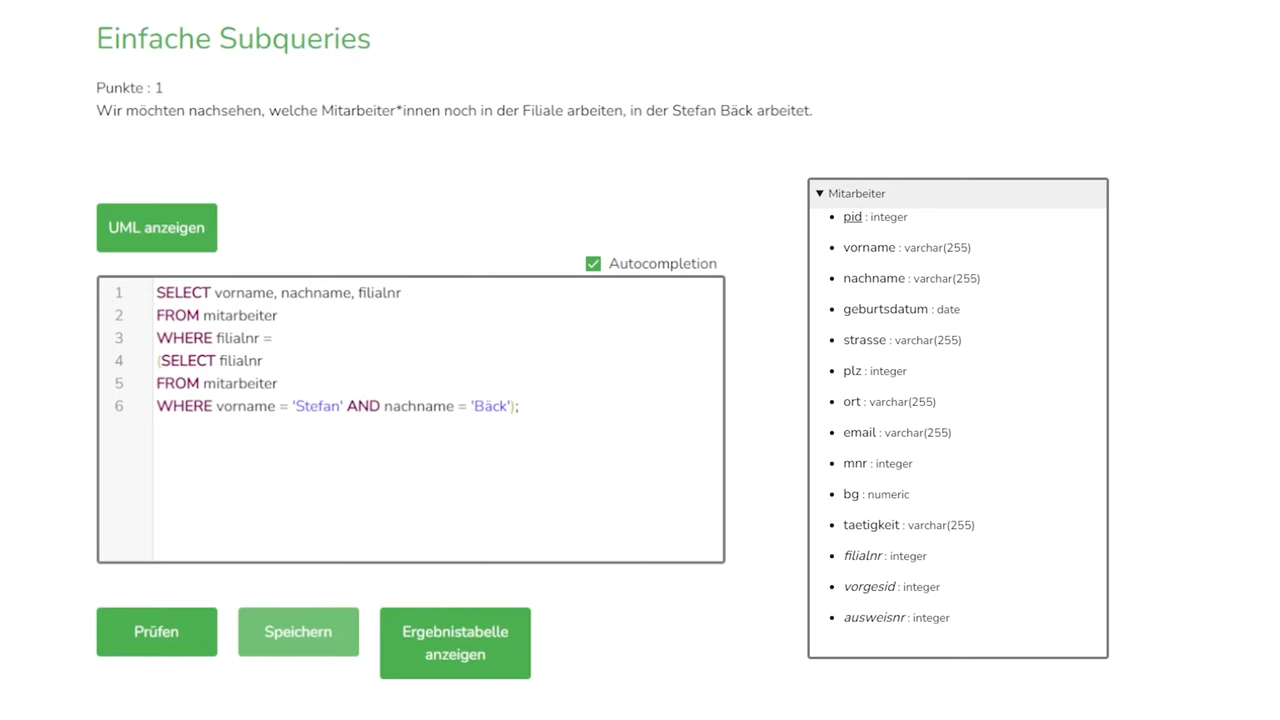 Einfache Subqueries
Punkte : 1
Wir möchten nachsehen, welche Mitarbeiter*innen noch in der Filiale arbeiten, in der Stefan Bäck arbeitet.
UML anzeigen
Autocompletion
1 SELECT vorname, nachname, filialnr
2 FROM mitarbeiter
3 WHERE filialnr =
4 (SELECT filialnr
5 FROM mitarbeiter
6 WHERE vorname = 'Stefan' AND nachname = 'Bäck');
Prüfen
Speichern
Ergebnistabelle
anzeigen
▼ Mitarbeiter
• pid : integer
• vorname : varchar(255)
• nachname : varchar(255)
• geburtsdatum : date
• strasse : varchar(255)
• plz : integer
• ort : varchar(255)
• email : varchar(255)
• mnr : integer
• bg : numeric
• taetigkeit : varchar(255)
• filialnr : integer
• vorgesid : integer
• ausweisnr : integer